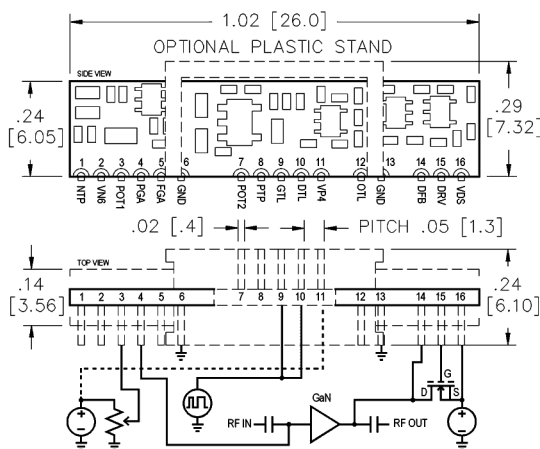 1.02 [26.0]
OPTIONAL PLASTIC STAND
SIDE VIEW
.24
[6.05]
.29
[7.32]
1 2 3 4 5 6 7 8 9 10 11 12 13 14 15 16
NTP VN6 POT1 PGA FGA GND POT2 PTP GTL DTL VP4 OTL GND DFB DRV VDS
.02 [.4]
PITCH .05 [1.3]
TOP VIEW
.14
[3.56]
.24
[6.10]
1 2 3 4 5 6 7 8 9 10 11 12 13 14 15 16
GaN
G
D S
RF IN
RF OUT
+
-
+
-